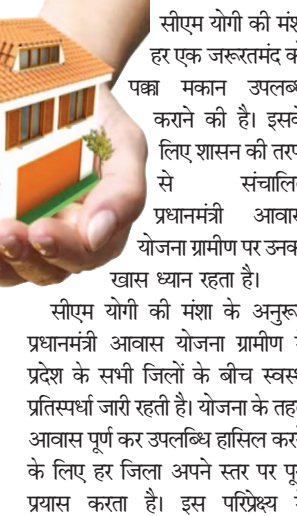 सीएम योगी की मंश
हर एक जरूरतमंद क
पक्का मकान उपलब्ध
कराने की है। इसक
लिए शासन की तरप
से संचालि
प्रधानमंत्री आवास
योजना ग्रामीण पर उनक
खास ध्यान रहता है।
सीएम योगी की मंशा के अनुरू
प्रधानमंत्री आवास योजना ग्रामीण
प्रदेश के सभी जिलों के बीच स्वस्थ
प्रतिस्पर्धा जारी रहती है। योजना के तह
आवास पूर्ण कर उपलब्धि हासिल कर
के लिए हर जिला अपने स्तर पर पू
प्रयास करता है। इस परिप्रेक्ष्य